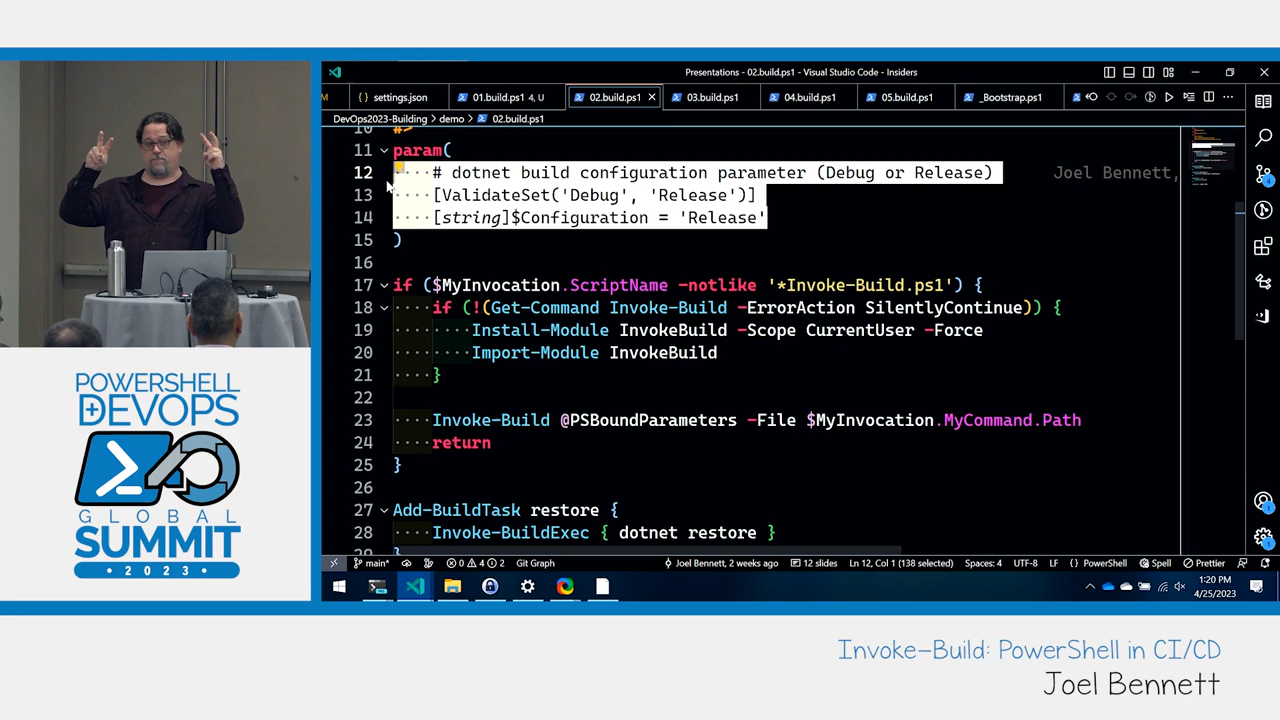 Presentations - 02.build.ps1 - Visual Studio Code - Insiders
M settings.json 01.build.ps1 4, U 02.build.ps1 03.build.ps1 04.build.ps1 05.build.ps1 _Bootstrap.ps1
DevOps2023-Building > demo > 02.build.ps1
10 #>
11 param(
12 ····# dotnet build configuration parameter (Debug or Release) Joel Bennett,
13 ····[ValidateSet('Debug', 'Release')]
14 ····[string]$Configuration = 'Release'
15 )
16
17 if ($MyInvocation.ScriptName -notlike '*Invoke-Build.ps1') {
18 ····if (!(Get-Command Invoke-Build -ErrorAction SilentlyContinue)) {
19 ········Install-Module InvokeBuild -Scope CurrentUser -Force
20 ········Import-Module InvokeBuild
21 ····}
22
23 ····Invoke-Build @PSBoundParameters -File $MyInvocation.MyCommand.Path
24 ····return
25 }
26
27 Add-BuildTask restore {
28 ····Invoke-BuildExec { dotnet restore }
29 }
main* 0 4 2 Git Graph Joel Bennett, 2 weeks ago 12 slides Ln 12, Col 1 (138 selected) Spaces: 4 UTF-8 LF { } PowerShell Spell Prettier
1:20 PM
4/25/2023
POWERSHELL
+DEVOPS
GLOBAL
SUMMIT
• 2023 •
Invoke-Build: PowerShell in CI/CD
Joel Bennett